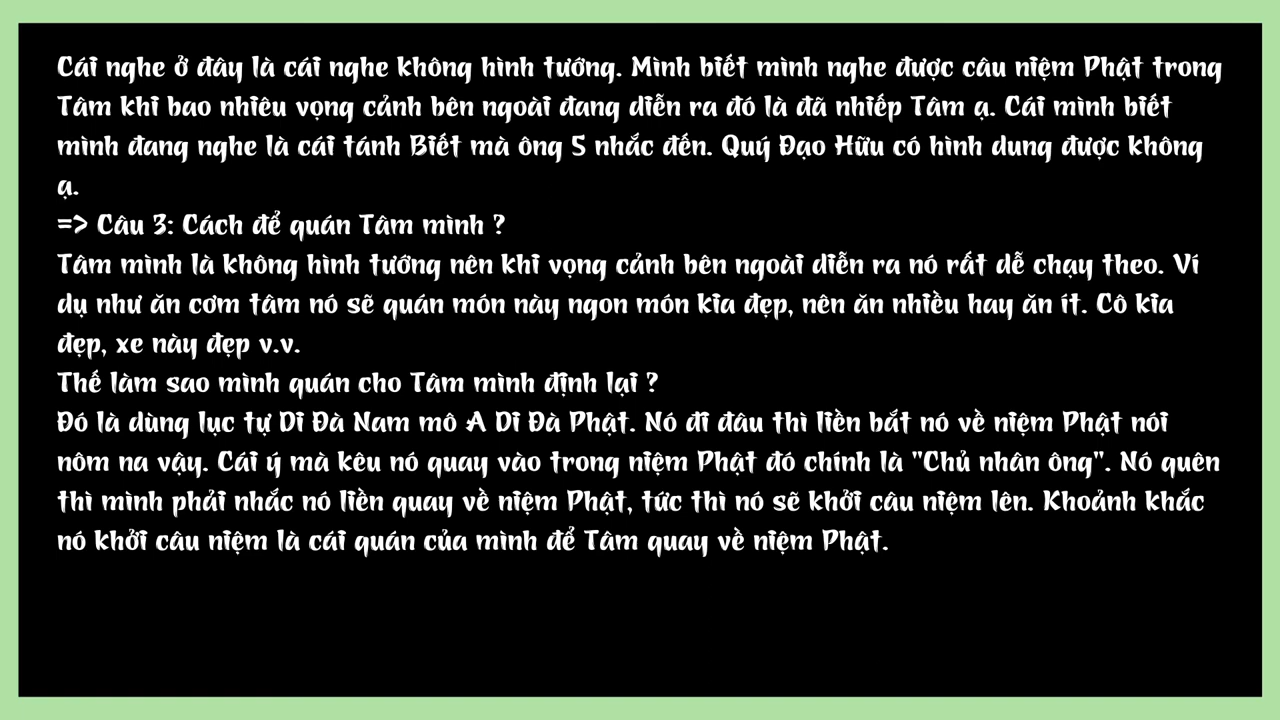 Cái nghe ở đây là cái nghe không hình tướng. Mình biết mình nghe được câu niệm Phật trong
Tâm khi bao nhiêu vọng cảnh bên ngoài đang diễn ra đó là đã nhiếp Tâm ạ. Cái mình biết
mình đang nghe là cái tánh Biết mà ông 5 nhắc đến. Quý Đạo Hữu có hình dung được không
ạ.
=> Câu 3: Cách để quán Tâm mình ?
Tâm mình là không hình tướng nên khi vọng cảnh bên ngoài diễn ra nó rất dễ chạy theo. Ví
dụ như ăn cơm tâm nó sẽ quán món này ngon món kia đẹp, nên ăn nhiều hay ăn ít. Cô kia
đẹp, xe này đẹp v.v.
Thế làm sao mình quán cho Tâm mình định lại ?
Đó là dùng lục tự Di Đà Nam mô A Di Đà Phật. Nó đi đâu thì liền bắt nó về niệm Phật nói
nôm na vậy. Cái ý mà kêu nó quay vào trong niệm Phật đó chính là "Chủ nhân ông". Nó quên
thì mình phải nhắc nó liền quay về niệm Phật, tức thì nó sẽ khởi câu niệm lên. Khoảnh khắc
nó khởi câu niệm là cái quán của mình để Tâm quay về niệm Phật.